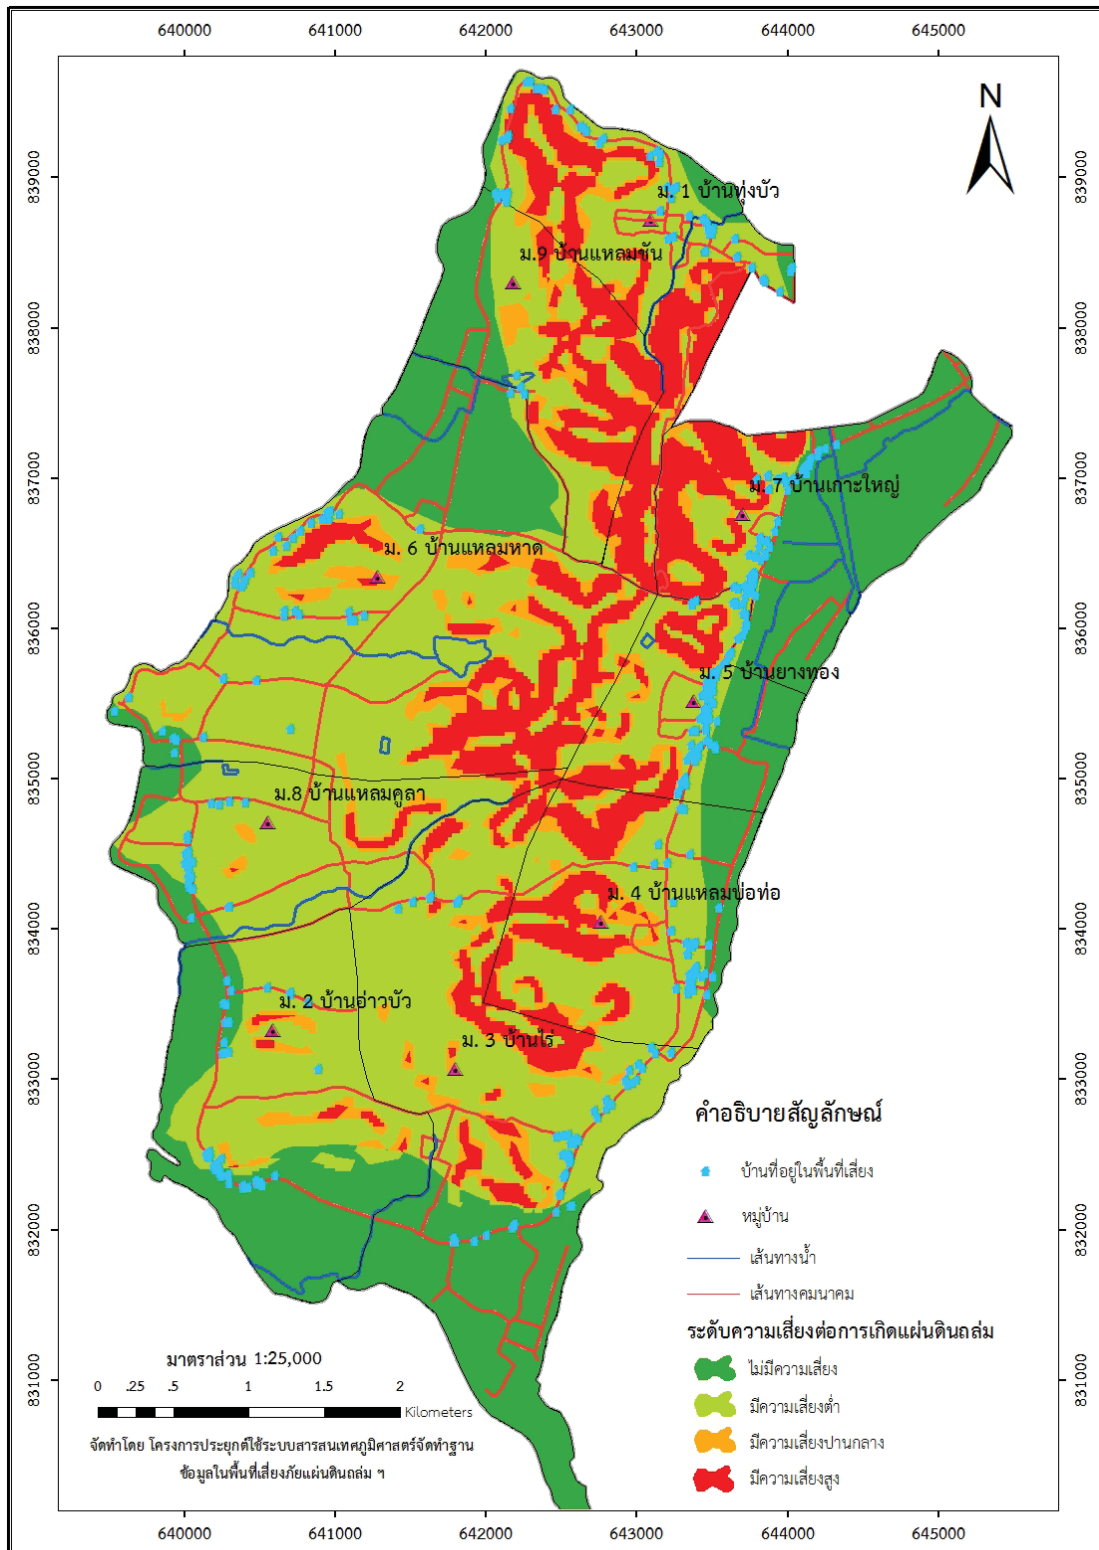 640000 641000 642000 643000 644000 645000
N
839000 839000
ม. 1 บ้านทุ่งบัว
ม.9 บ้านแหลมชัน
838000 838000
837000 837000
ม. 7 บ้านเกาะใหญ่
ม. 6 บ้านแหลมหาด
836000 836000
ม. 5 บ้านยางทอง
835000 835000
ม.8 บ้านแหลมคูลา
ม. 4 บ้านแหลมบ่อท่อ
834000 834000
ม. 2 บ้านอ่าวบัว
ม. 3 บ้านไร่
833000 833000
คำอธิบายสัญลักษณ์
บ้านที่อยู่ในพื้นที่เสี่ยง
หมู่บ้าน
832000 832000
เส้นทางน้ำ
เส้นทางคมนาคม
ระดับความเสี่ยงต่อการเกิดแผ่นดินถล่ม
ไม่มีความเสี่ยง
มีความเสี่ยงต่ำ
มีความเสี่ยงปานกลาง
มีความเสี่ยงสูง
831000 831000
มาตราส่วน 1:25,000
0 .25 .5 1 1.5 2
Kilometers
จัดทำโดย โครงการประยุกต์ใช้ระบบสารสนเทศภูมิศาสตร์จัดทำฐาน
ข้อมูลในพื้นที่เสี่ยงภัยแผ่นดินถล่ม ฯ
640000 641000 642000 643000 644000 645000